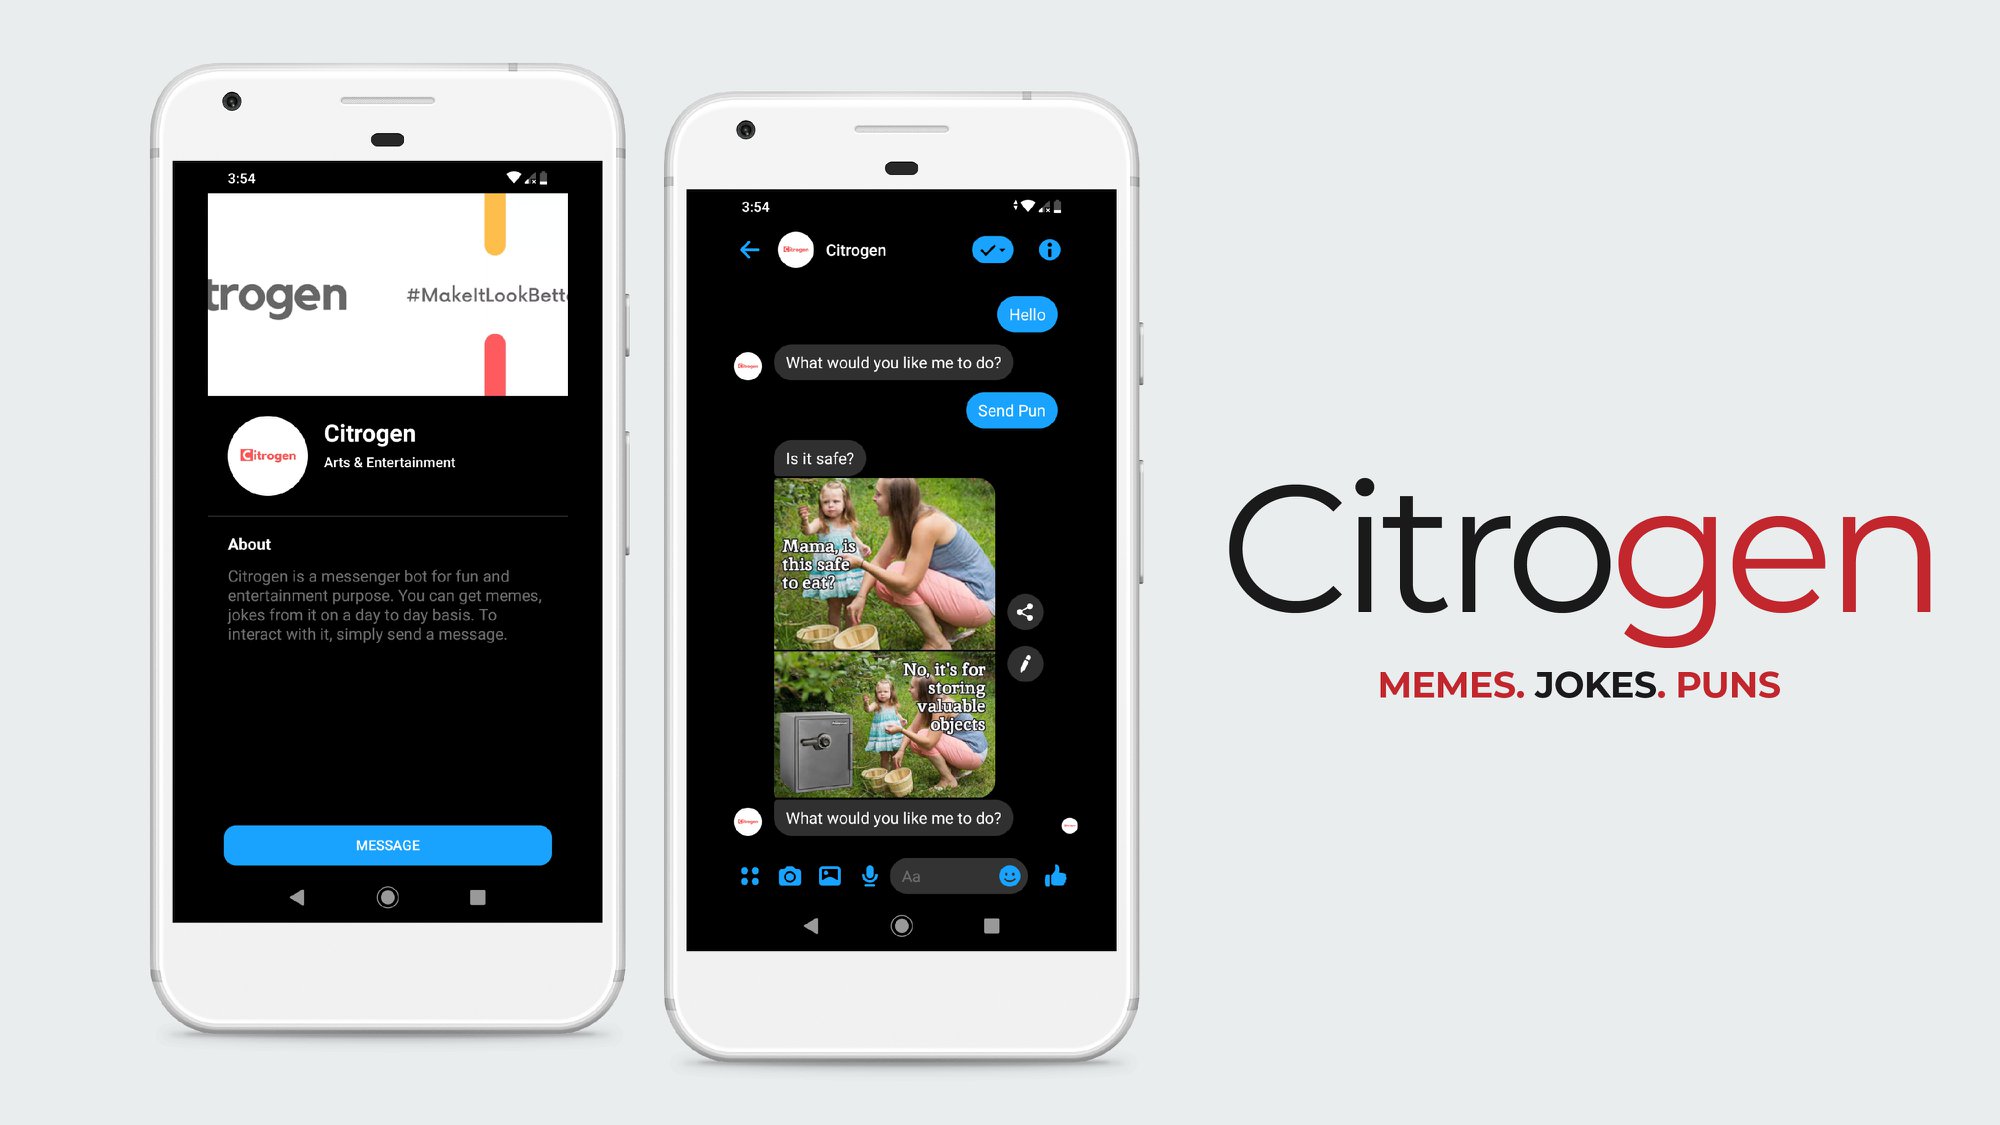 3:54
trogen
#MakeItLookBett
Citrogen
Citrogen
Arts & Entertainment
About
Citrogen is a messenger bot for fun and
entertainment purpose. You can get memes,
jokes from it on a day to day basis. To
interact with it, simply send a message.
MESSAGE
3:54
Citrogen
Citrogen
Hello
Citrogen
What would you like me to do?
Send Pun
Is it safe?
Mama, is
this safe
to eat?
No, it's for
storing
valuable
objects
Citrogen
What would you like me to do?
Aa
Citrogen
MEMES. JOKES. PUNS